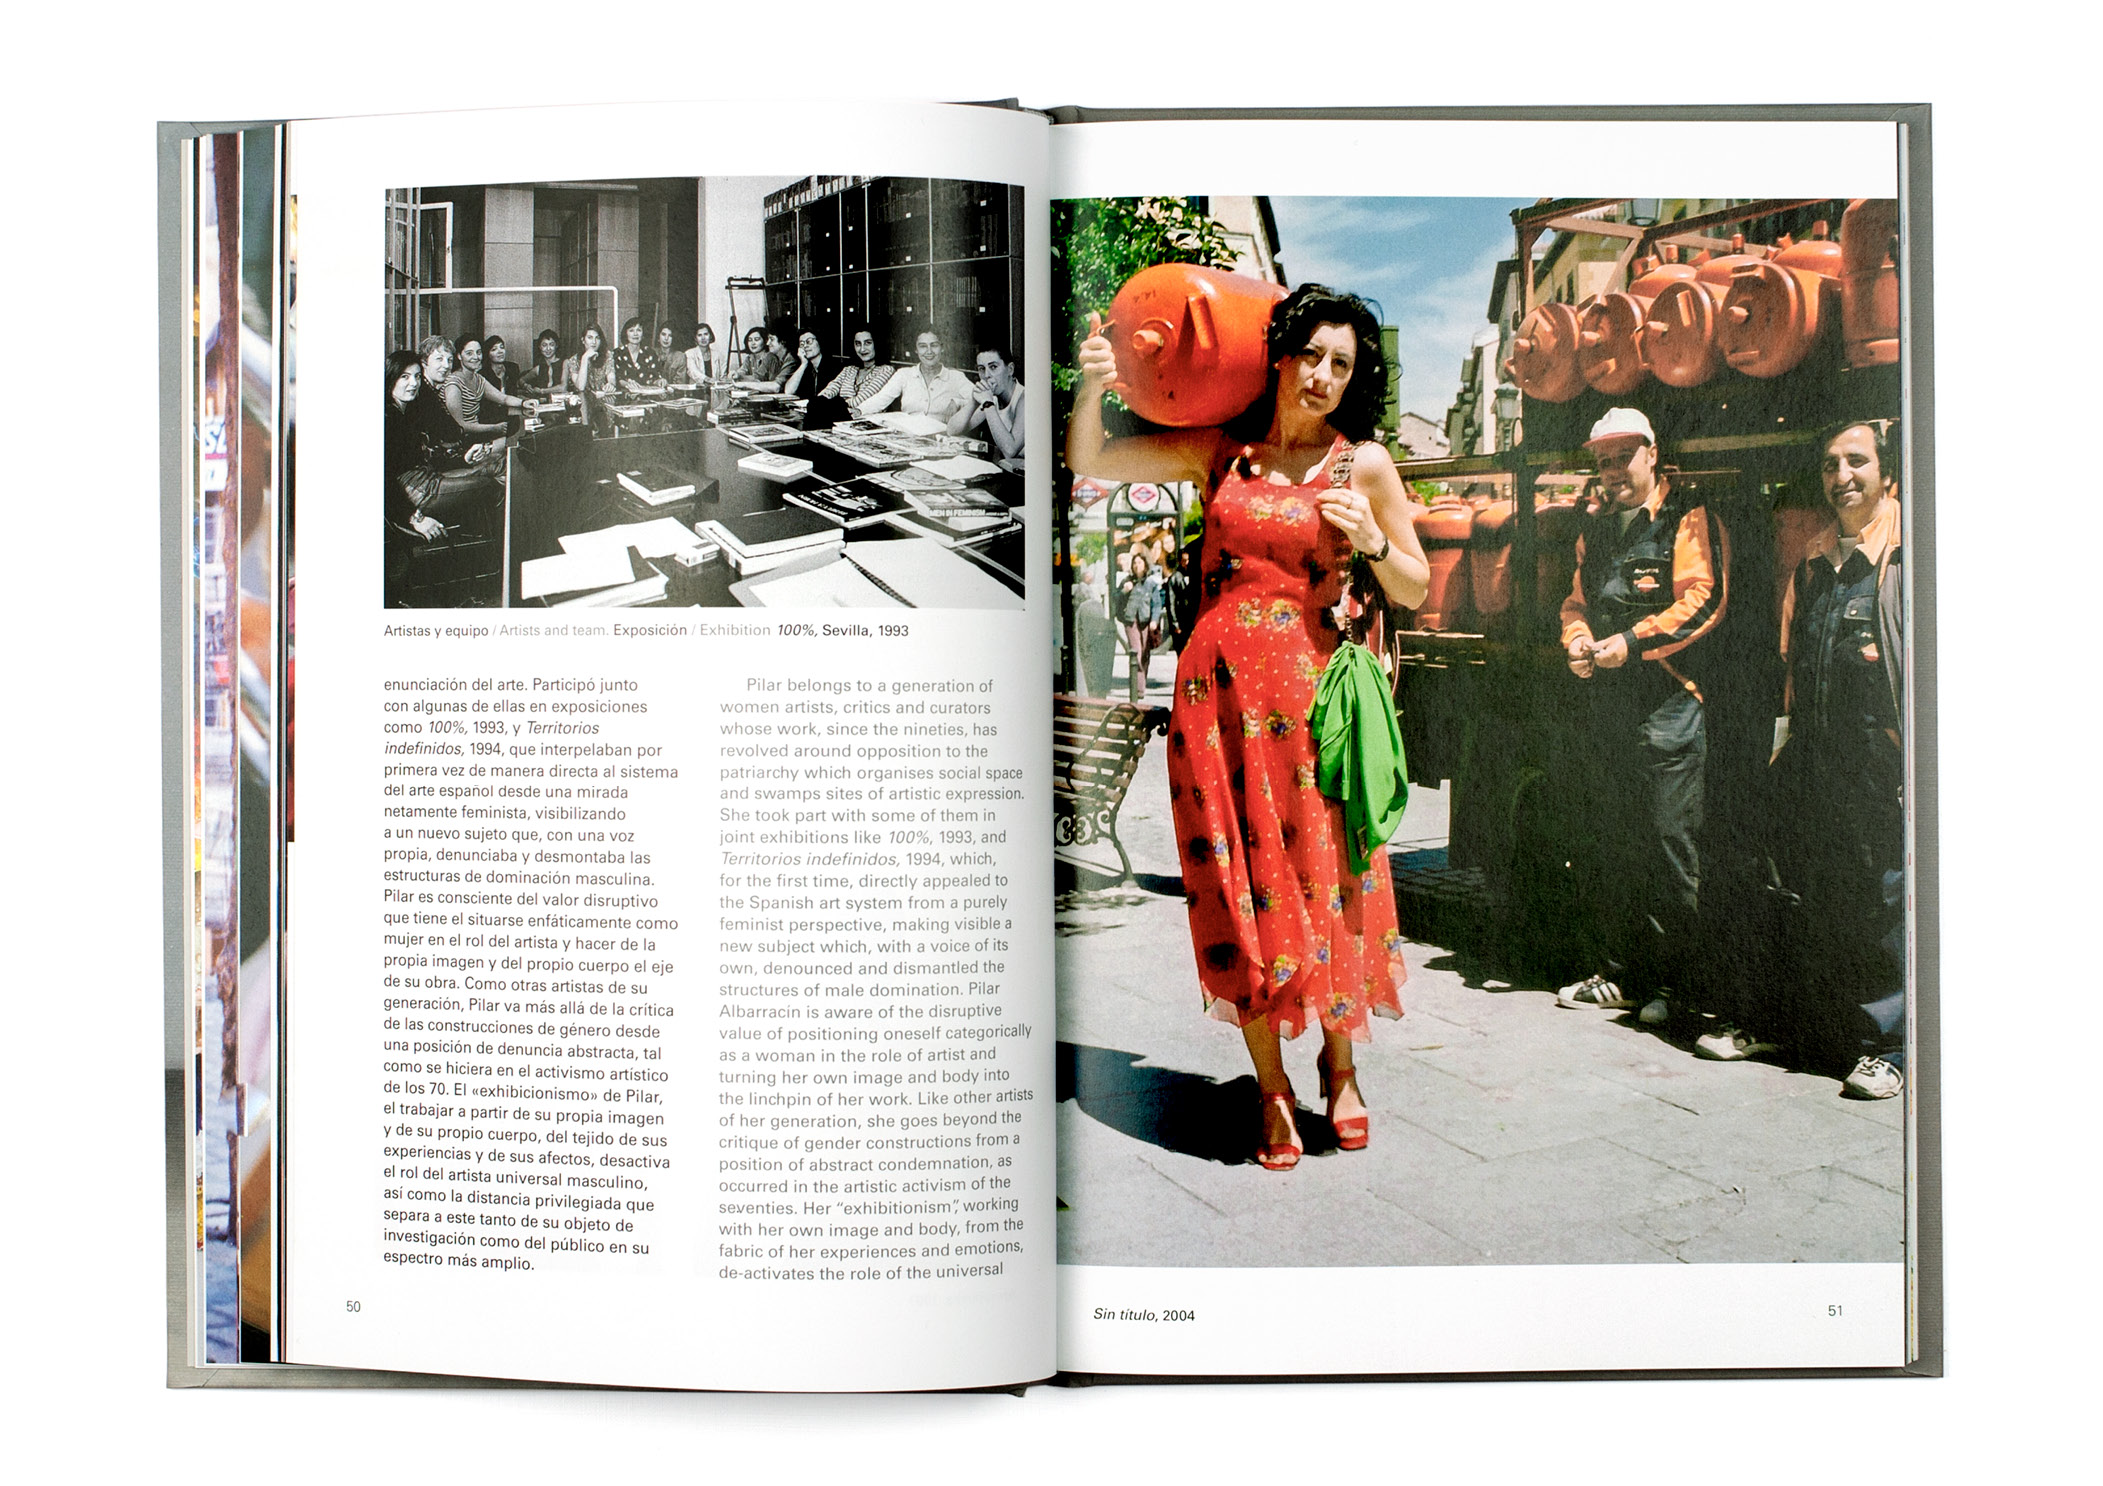 MEN IN FEMINISM
Artistas y equipo / Artists and team. Exposición / Exhibition 100%, Sevilla, 1993
enunciación del arte. Participó junto
con algunas de ellas en exposiciones
como 100%, 1993, y Territorios
indefinidos, 1994, que interpelaban por
primera vez de manera directa al sistema
del arte español desde una mirada
netamente feminista, visibilizando
a un nuevo sujeto que, con una voz
propia, denunciaba y desmontaba las
estructuras de dominación masculina.
Pilar es consciente del valor disruptivo
que tiene el situarse enfáticamente como
mujer en el rol del artista y hacer de la
propia imagen y del propio cuerpo el eje
de su obra. Como otras artistas de su
generación, Pilar va más allá de la crítica
de las construcciones de género desde
una posición de denuncia abstracta, tal
como se hiciera en el activismo artístico
de los 70. El «exhibicionismo» de Pilar,
el trabajar a partir de su propia imagen
y de su propio cuerpo, del tejido de sus
experiencias y de sus afectos, desactiva
el rol del artista universal masculino,
así como la distancia privilegiada que
separa a este tanto de su objeto de
investigación como del público en su
espectro más amplio.
Pilar belongs to a generation of
women artists, critics and curators
whose work, since the nineties, has
revolved around opposition to the
patriarchy which organises social space
and swamps sites of artistic expression.
She took part with some of them in
joint exhibitions like 100%, 1993, and
Territorios indefinidos, 1994, which,
for the first time, directly appealed to
the Spanish art system from a purely
feminist perspective, making visible a
new subject which, with a voice of its
own, denounced and dismantled the
structures of male domination. Pilar
Albarracín is aware of the disruptive
value of positioning oneself categorically
as a woman in the role of artist and
turning her own image and body into
the linchpin of her work. Like other artists
of her generation, she goes beyond the
critique of gender constructions from a
position of abstract condemnation, as
occurred in the artistic activism of the
seventies. Her “exhibitionism”, working
with her own image and body, from the
fabric of her experiences and emotions,
de-activates the role of the universal
50
Sin título, 2004
51